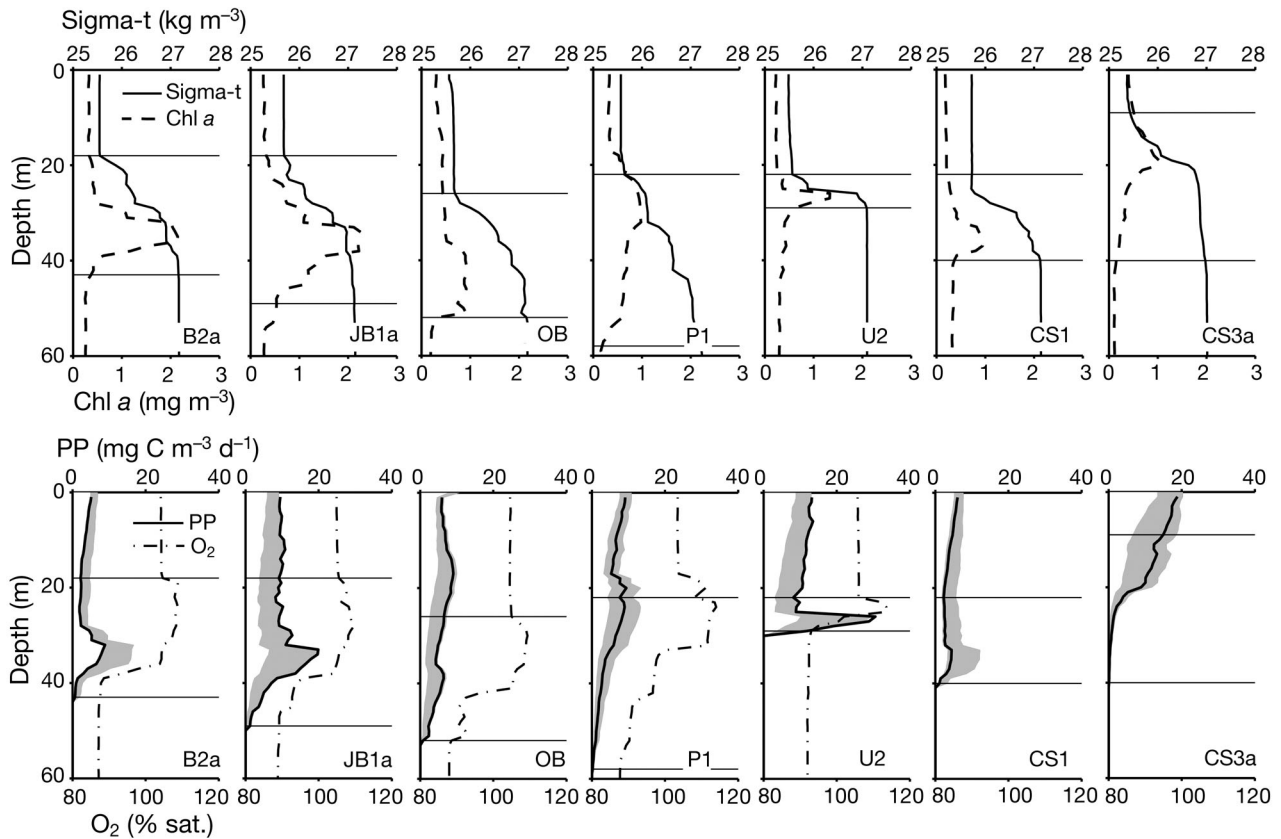 Sigma-t (kg m⁻³)
25 26 27 28 25 26 27 28 25 26 27 28 25 26 27 28 25 26 27 28 25 26 27 28 25 26 27 28
0
Sigma-t
Chl a
20
Depth (m)
40
B2a JB1a OB P1 U2 CS1 CS3a
60
0 1 2 3 0 1 2 3 0 1 2 3 0 1 2 3 0 1 2 3 0 1 2 3 0 1 2 3
Chl a (mg m⁻³)
PP (mg C m⁻³ d⁻¹)
0 20 40 0 20 40 0 20 40 0 20 40 0 20 40 0 20 40 0 20 40
0
PP
O₂
20
Depth (m)
40
B2a JB1a OB P1 U2 CS1 CS3a
60
80 100 120 80 100 120 80 100 120 80 100 120 80 100 120 80 100 120 80 100 120
O₂ (% sat.)